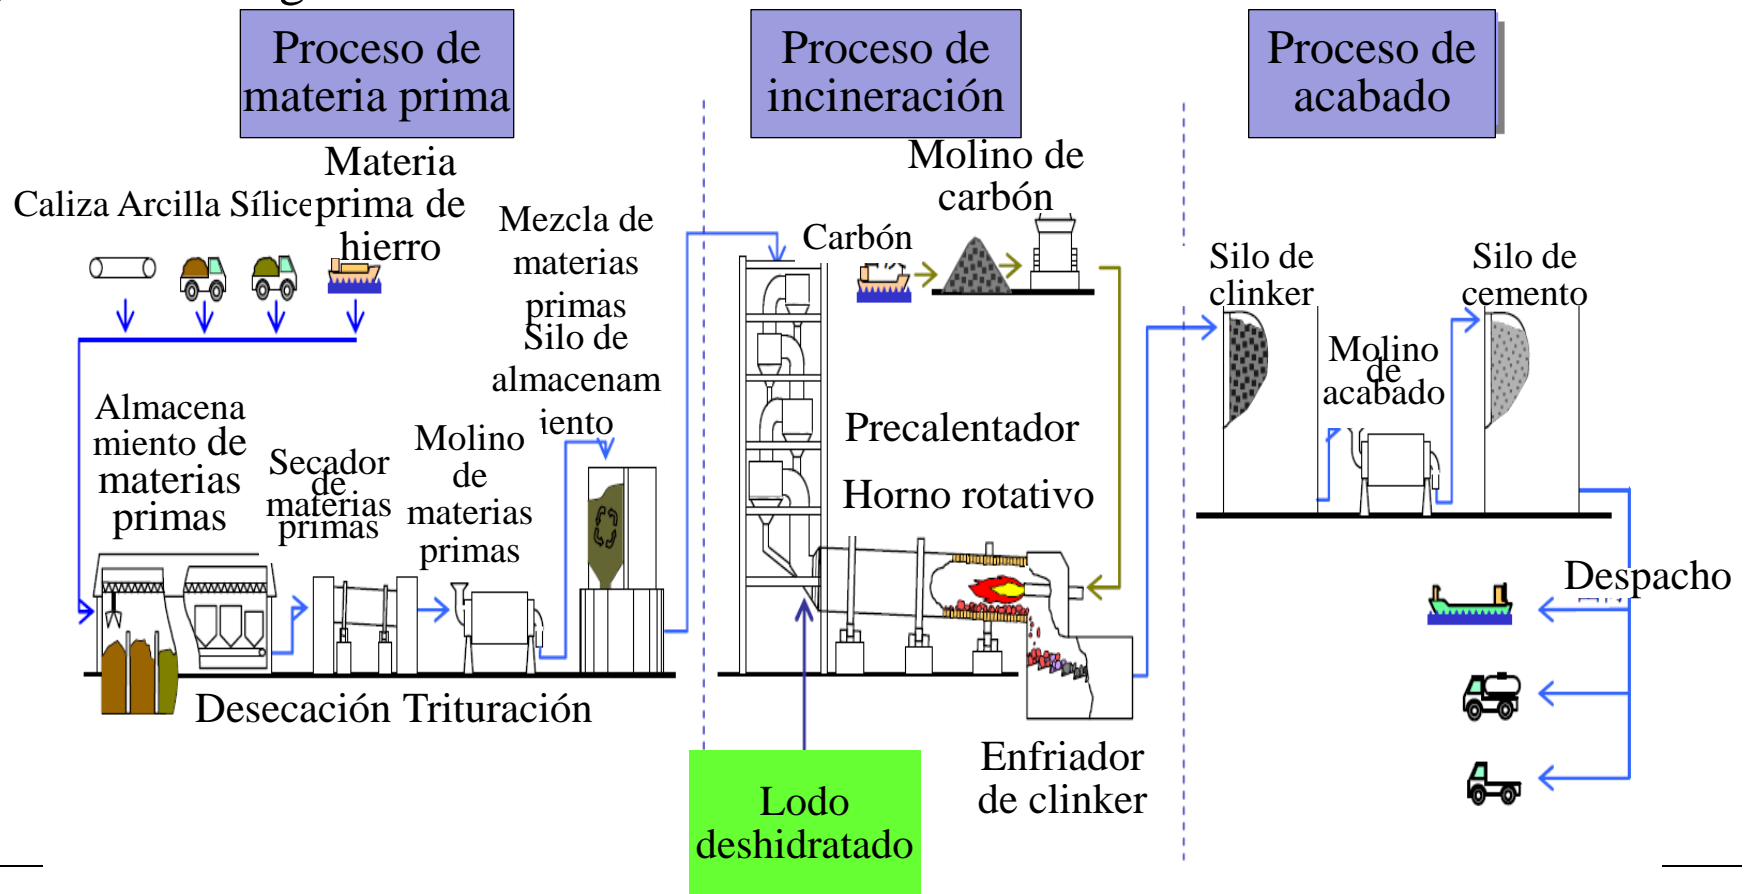 Proceso de
materia prima
Proceso de
incineración
Proceso de
acabado
Caliza Arcilla Sílice
Materia
prima de
hierro
Mezcla de
materias
primas
Silo de
almacenam
iento
Almacena
miento de
materias
primas
Secador
de
materias
primas
Molino
de
materias
primas
Desecación Trituración
Molino de
carbón
Carbón
Precalentador
Horno rotativo
Lodo
deshidratado
Enfriador
de clinker
Silo de
clinker
Molino
de
acabado
Silo de
cemento
Despacho